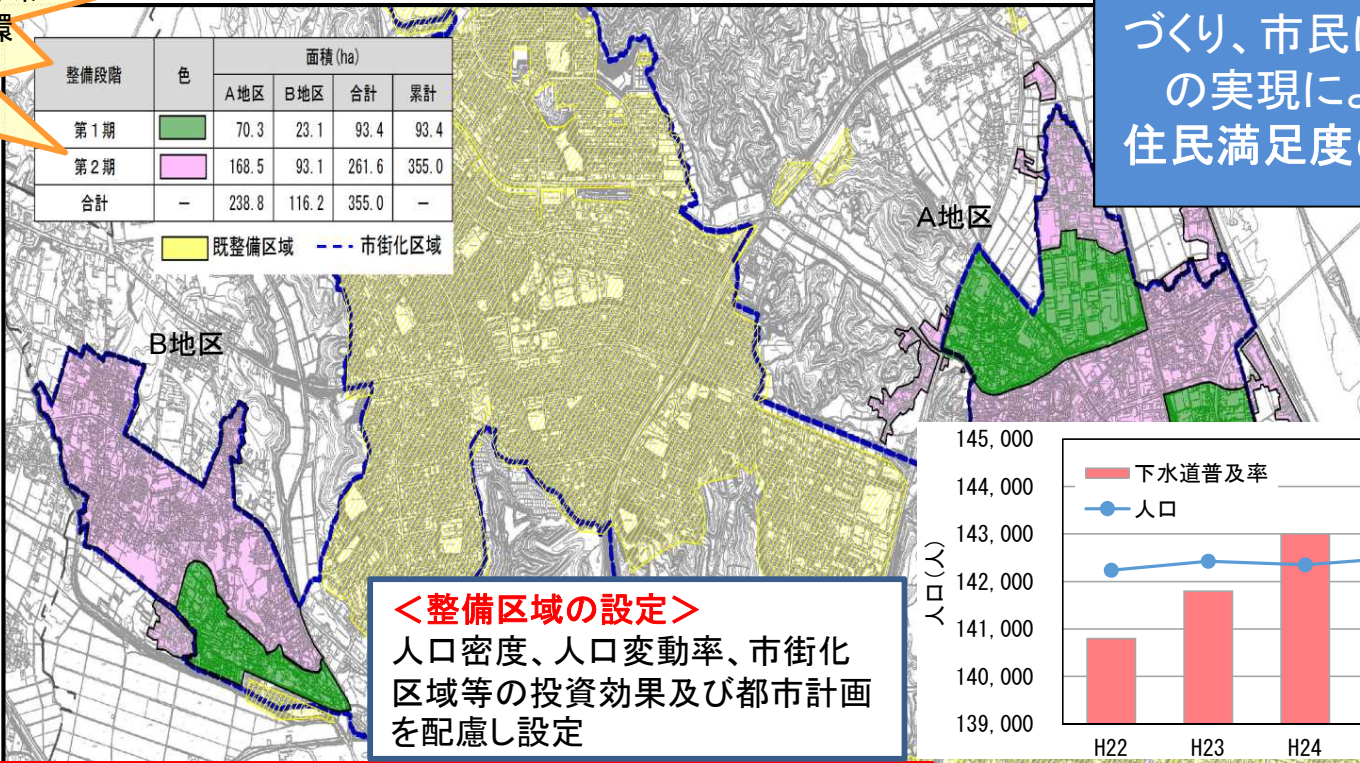 環
整備段階 色 面積(ha)
A地区 B地区 合計 累計
第1期 70.3 23.1 93.4 93.4
第2期 168.5 93.1 261.6 355.0
合計 － 238.8 116.2 355.0 －
既整備区域 市街化区域
づくり、市民
の実現によ
住民満足度
A地区
B地区
＜整備区域の設定＞
人口密度、人口変動率、市街化
区域等の投資効果及び都市計画
を配慮し設定
145,000
144,000
143,000
142,000
141,000
140,000
139,000
人口(人)
下水道普及率
人口
H22 H23 H24